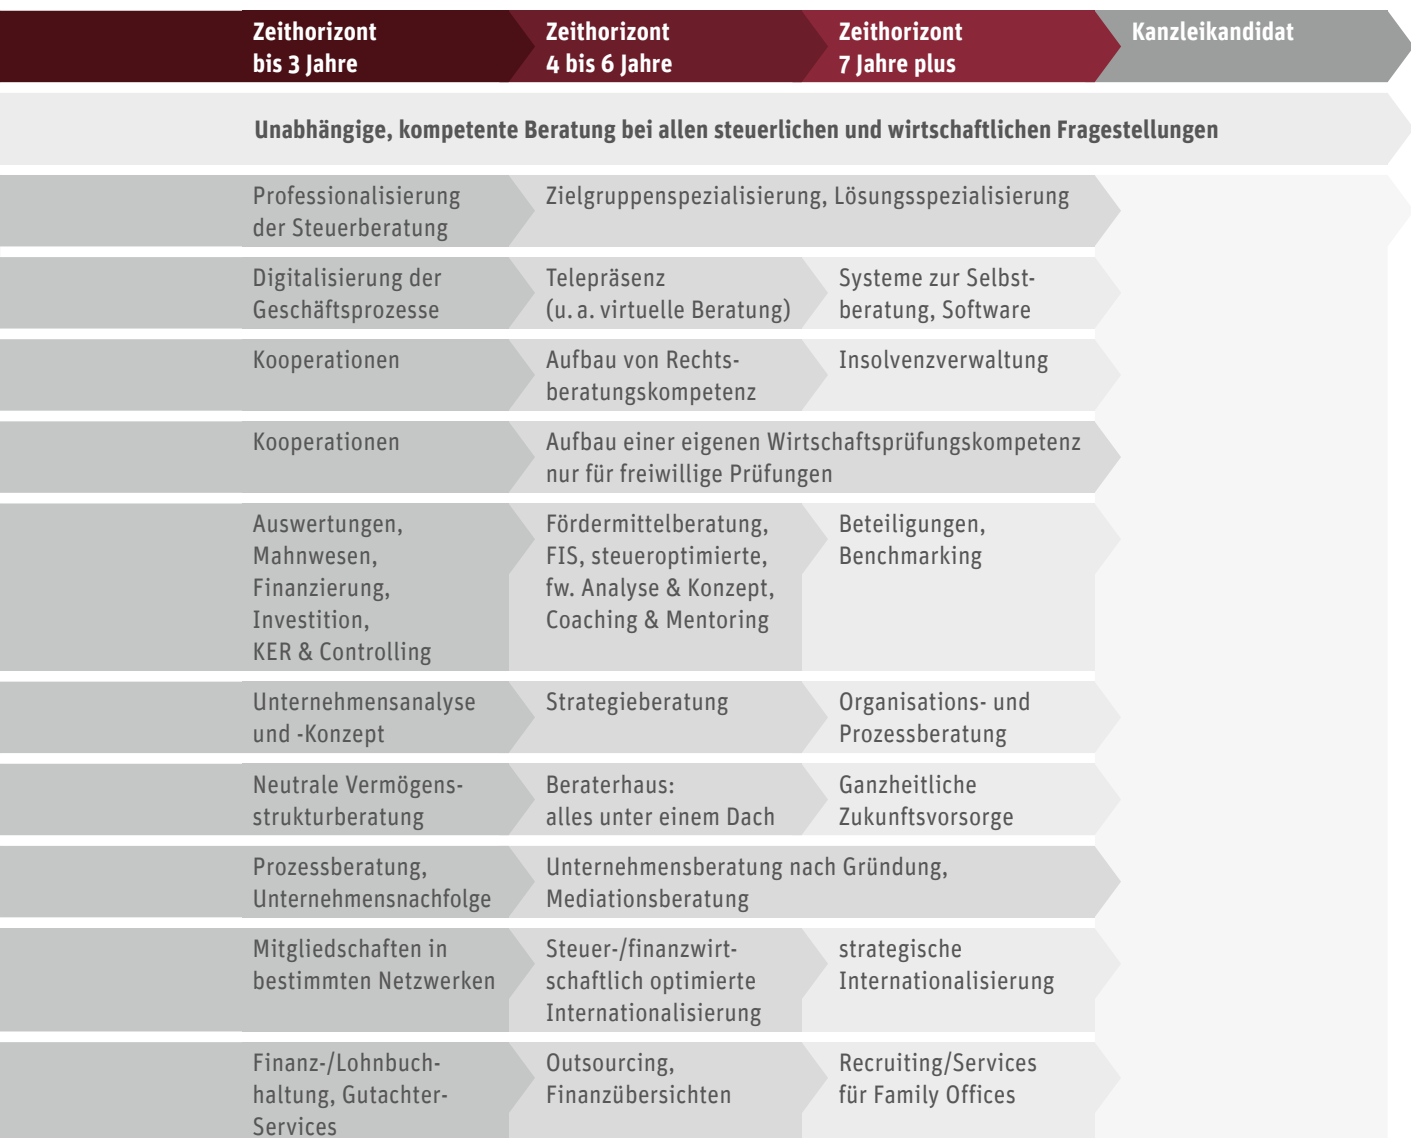 Zeithorizont
bis 3 Jahre
Zeithorizont
4 bis 6 Jahre
Zeithorizont
7 Jahre plus
Kanzleikandidat
Unabhängige, kompetente Beratung bei allen steuerlichen und wirtschaftlichen Fragestellungen
Professionalisierung
der Steuerberatung
Zielgruppenspezialisierung, Lösungsspezialisierung
Digitalisierung der
Geschäftsprozesse
Telepräsenz
(u. a. virtuelle Beratung)
Systeme zur Selbst-
beratung, Software
Kooperationen
Aufbau von Rechts-
beratungskompetenz
Insolvenzverwaltung
Kooperationen
Aufbau einer eigenen Wirtschaftsprüfungskompetenz
nur für freiwillige Prüfungen
Auswertungen,
Mahnwesen,
Finanzierung,
Investition,
KER & Controlling
Fördermittelberatung,
FIS, steueroptimierte,
fw. Analyse & Konzept,
Coaching & Mentoring
Beteiligungen,
Benchmarking
Unternehmensanalyse
und -Konzept
Strategieberatung
Organisations- und
Prozessberatung
Neutrale Vermögens-
strukturberatung
Beraterhaus:
alles unter einem Dach
Ganzheitliche
Zukunftsvorsorge
Prozessberatung,
Unternehmensnachfolge
Unternehmensberatung nach Gründung,
Mediationsberatung
Mitgliedschaften in
bestimmten Netzwerken
Steuer-/finanzwirt-
schaftlich optimierte
Internationalisierung
strategische
Internationalisierung
Finanz-/Lohnbuch-
haltung, Gutachter-
Services
Outsourcing,
Finanzübersichten
Recruiting/Services
für Family Offices